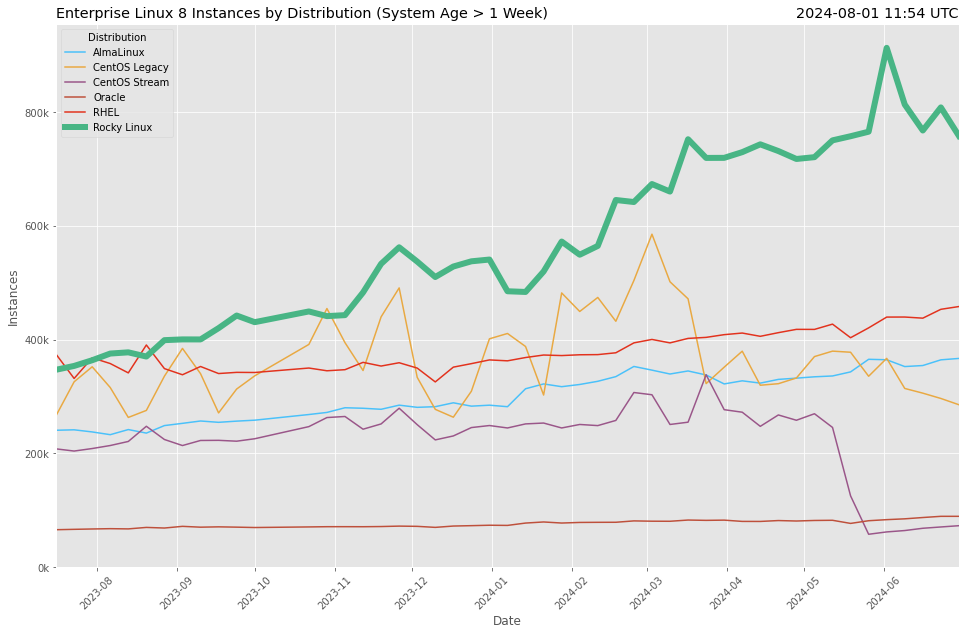 Enterprise Linux 8 Instances by Distribution (System Age > 1 Week)
2024-08-01 11:54 UTC
Distribution
AlmaLinux
CentOS Legacy
CentOS Stream
Oracle
RHEL
Rocky Linux
800k
600k
400k
200k
0k
Instances
2023-08
2023-09
2023-10
2023-11
2023-12
2024-01
2024-02
2024-03
2024-04
2024-05
2024-06
Date